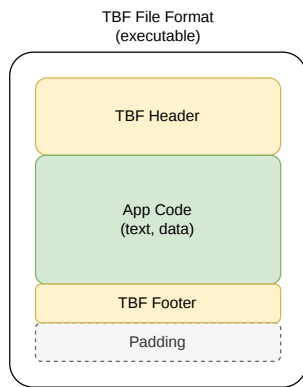 TBF File Format
(executable)
TBF Header
App Code
(text, data)
TBF Footer
Padding